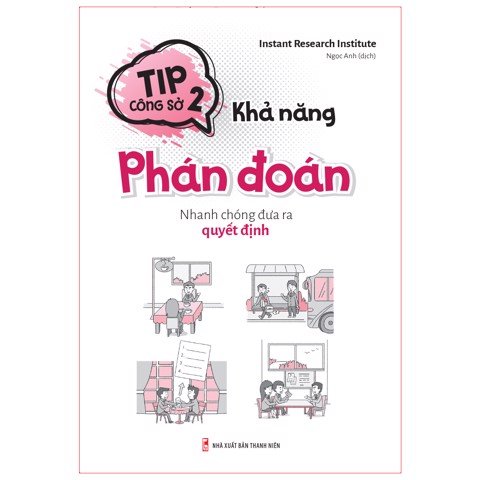 Instant Research Institute
Ngọc Anh (dịch)
TIP
CÔNG SỞ 2
Khả năng
Phán đoán
Nhanh chóng đưa ra
quyết định
NHÀ XUẤT BẢN THANH NIÊN